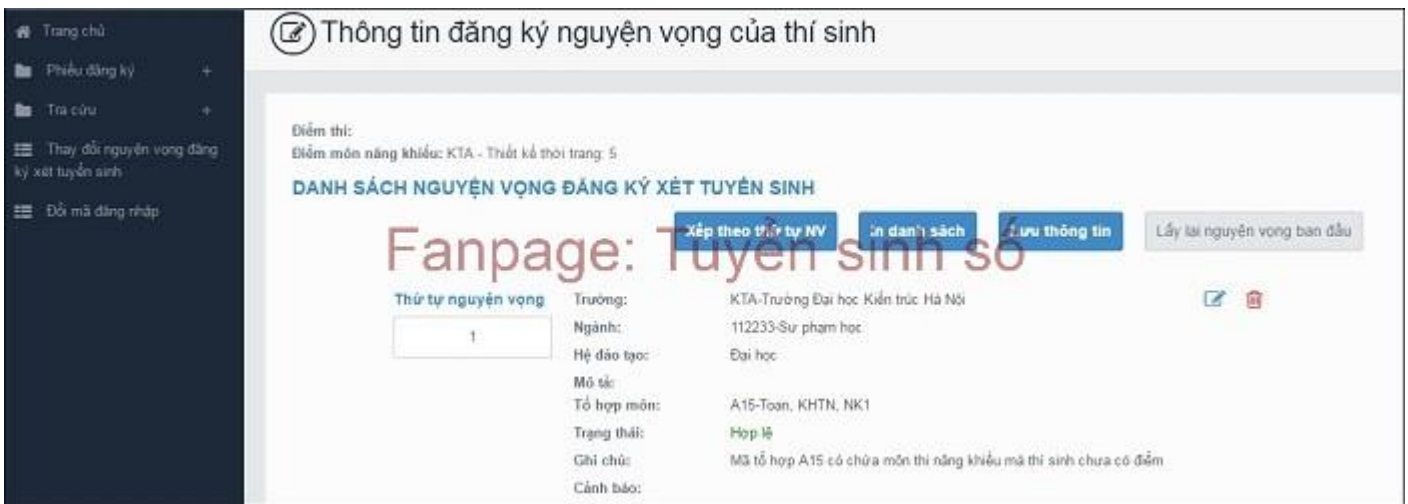 Trang chủ
Phiếu đăng ký +
Tra cứu +
Thay đổi nguyện vọng đăng
ký xét tuyển sinh
Đổi mã đăng nhập
Thông tin đăng ký nguyện vọng của thí sinh
Điểm thi:
Điểm môn năng khiếu: KTA - Thiết kế thời trang: 5
DANH SÁCH NGUYỆN VỌNG ĐĂNG KÝ XÉT TUYỂN SINH
Xếp theo thứ tự NV In danh sách Lưu thông tin Lấy lại nguyện vọng ban đầu
Fanpage: Tuyển sinh số
Thứ tự nguyện vọng
1
Trường: KTA-Trường Đại học Kiến trúc Hà Nội
Ngành: 112233-Sư phạm học
Hệ đào tạo: Đại học
Mô tả:
Tổ hợp môn: A15-Toan, KHTN, NK1
Trạng thái: Hợp lệ
Ghi chú: Mã tổ hợp A15 có chứa môn thi năng khiếu mà thí sinh chưa có điểm
Cảnh báo: